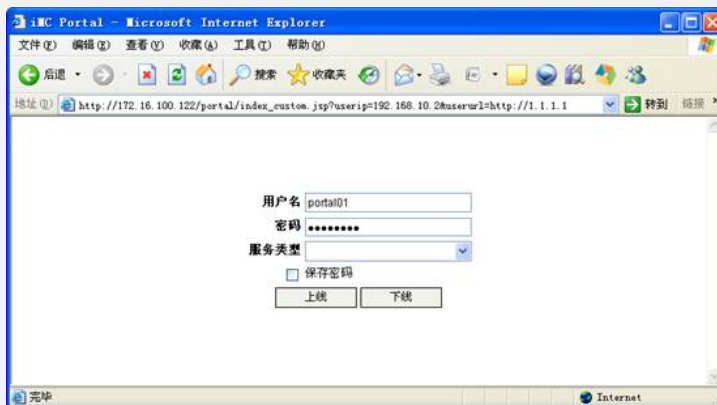 iMC Portal - Microsoft Internet Explorer
文件(F) 编辑(E) 查看(V) 收藏(A) 工具(T) 帮助(H)
后退 搜索 收藏夹
地址(D) http://172.16.100.122/portal/index_custom.jsp?userip=192.168.10.2&userurl=http://1.1.1.1 转到 链接 »
用户名 portal01
密码 ●●●●●●●●
服务类型
保存密码
上线 下线
完毕 Internet